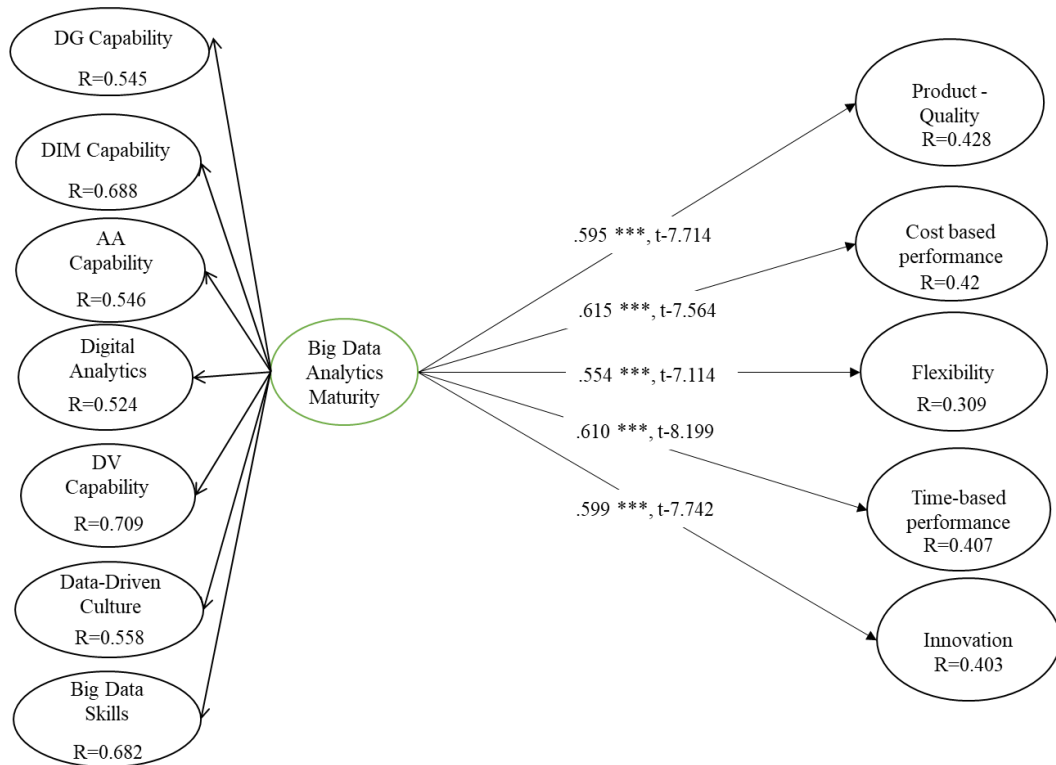 DG Capability
R=0.545
DIM Capability
R=0.688
AA
Capability
R=0.546
Digital
Analytics
R=0.524
DV
Capability
R=0.709
Data-Driven
Culture
R=0.558
Big Data
Skills
R=0.682
Big Data
Analytics
Maturity
.595 ***, t-7.714
.615 ***, t-7.564
.554 ***, t-7.114
.610 ***, t-8.199
.599 ***, t-7.742
Product -
Quality
R=0.428
Cost based
performance
R=0.42
Flexibility
R=0.309
Time-based
performance
R=0.407
Innovation
R=0.403